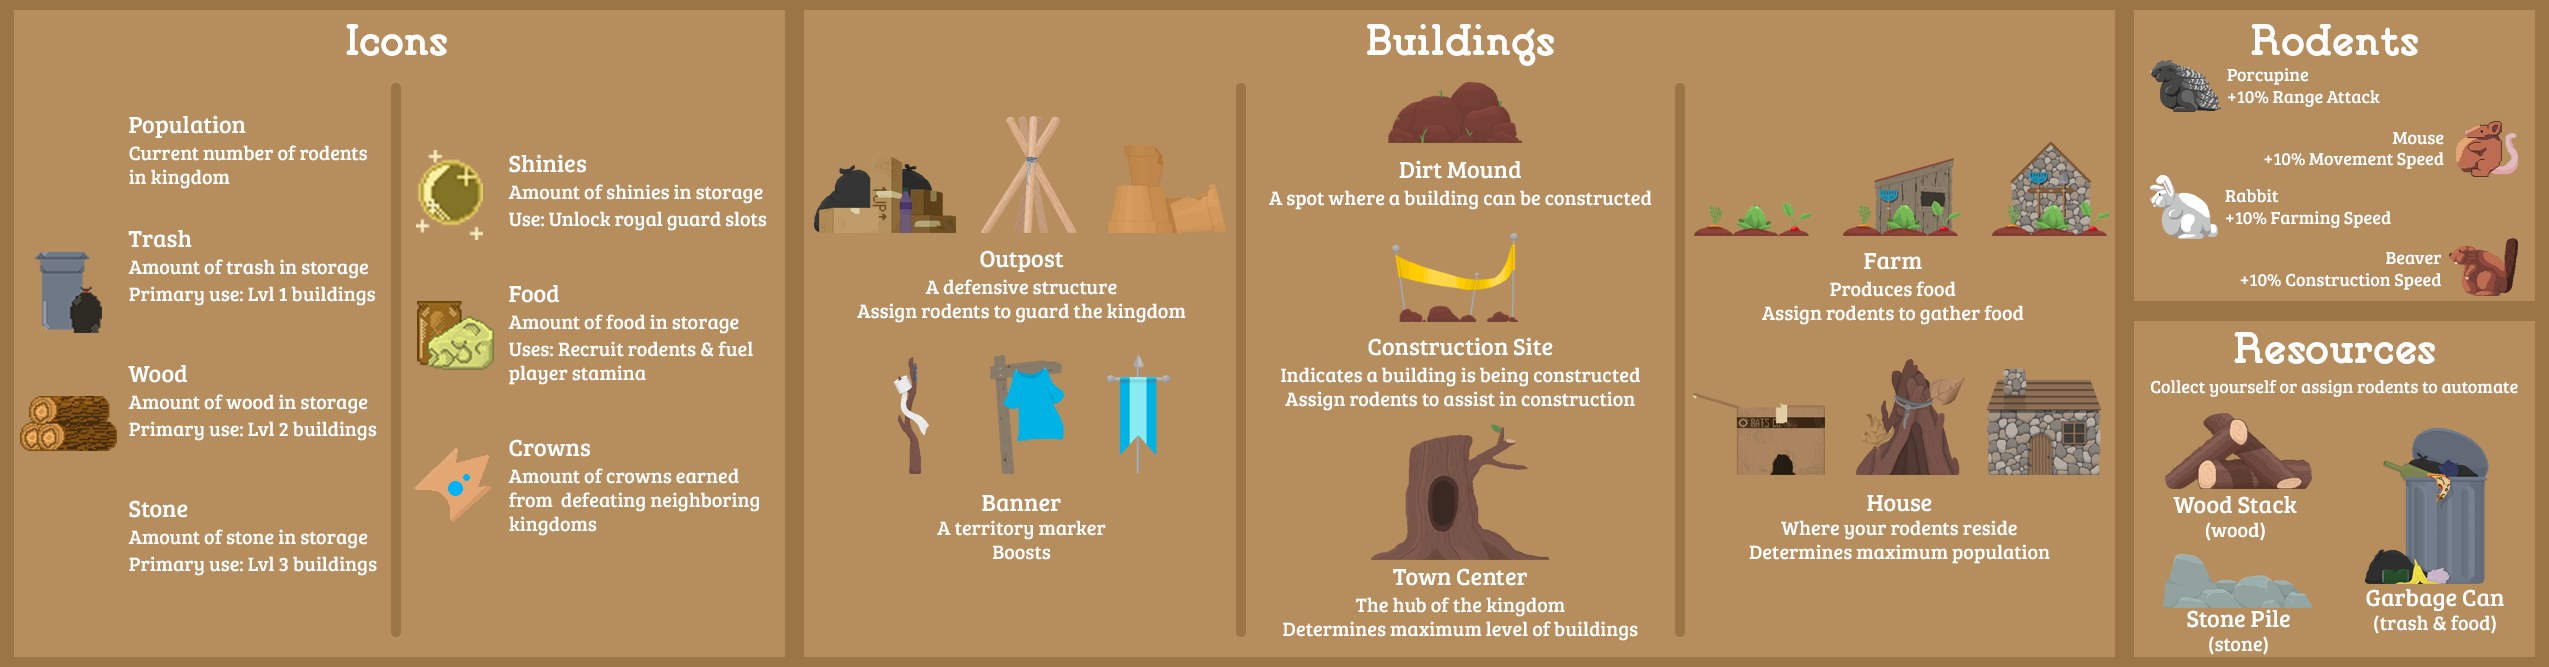 Icons
Population
Current number of rodents
in kingdom
Trash
Amount of trash in storage
Primary use: Lvl 1 buildings
Wood
Amount of wood in storage
Primary use: Lvl 2 buildings
Stone
Amount of stone in storage
Primary use: Lvl 3 buildings
Shinies
Amount of shinies in storage
Use: Unlock royal guard slots
Food
Amount of food in storage
Uses: Recruit rodents & fuel
player stamina
Crowns
Amount of crowns earned
from defeating neighboring
kingdoms
Buildings
UP
Outpost
A defensive structure
Assign rodents to guard the kingdom
Banner
A territory marker
Boosts
Dirt Mound
A spot where a building can be constructed
Construction Site
Indicates a building is being constructed
Assign rodents to assist in construction
Town Center
The hub of the kingdom
Determines maximum level of buildings
Farm
Produces food
Assign rodents to gather food
RATS
House
Where your rodents reside
Determines maximum population
Rodents
Porcupine
+10% Range Attack
Mouse
+10% Movement Speed
Rabbit
+10% Farming Speed
Beaver
+10% Construction Speed
Resources
Collect yourself or assign rodents to automate
Wood Stack
(wood)
Stone Pile
(stone)
Garbage Can
(trash & food)